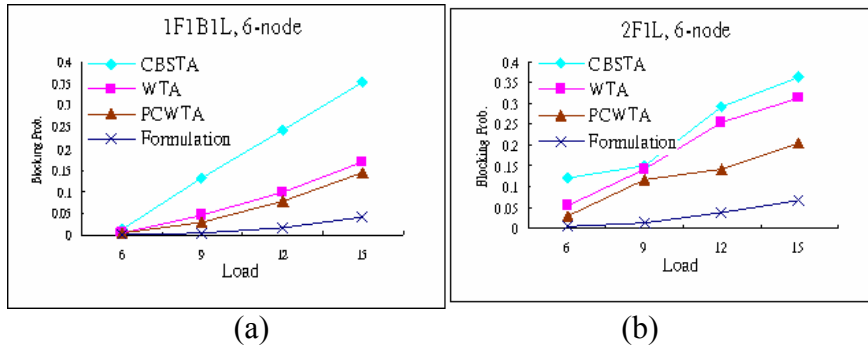 1F1B1L, 6-node
0.4
0.35
0.3
0.25
0.2
0.15
0.1
0.05
0
Blocking Prob.
CBSTA
WTA
PCWTA
Formulation
6 9 12 15
Load
(a)
2F1L, 6-node
0.4
0.35
0.3
0.25
0.2
0.15
0.1
0.05
0
Blocking Prob.
CBSTA
WTA
PCWTA
Formulation
6 9 12 15
Load
(b)